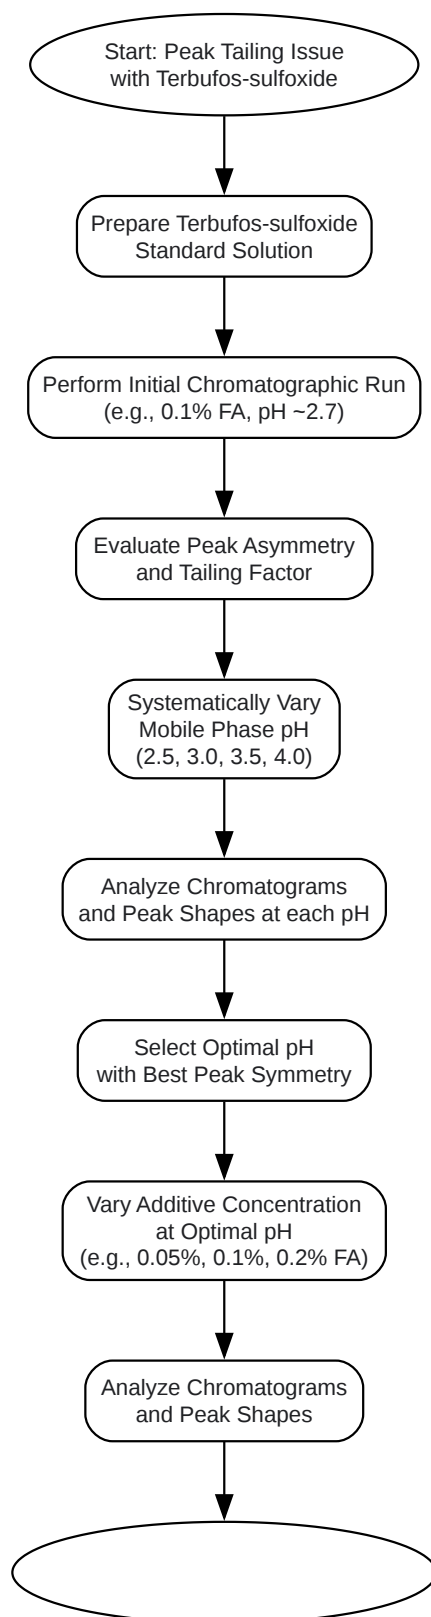 Start: Peak Tailing Issue
with Terbufos-sulfoxide
Prepare Terbufos-sulfoxide
Standard Solution
Perform Initial Chromatographic Run
(e.g., 0.1% FA, pH ~2.7)
Evaluate Peak Asymmetry
and Tailing Factor
Systematically Vary
Mobile Phase pH
(2.5, 3.0, 3.5, 4.0)
Analyze Chromatograms
and Peak Shapes at each pH
Select Optimal pH
with Best Peak Symmetry
Vary Additive Concentration
at Optimal pH
(e.g., 0.05%, 0.1%, 0.2% FA)
Analyze Chromatograms
and Peak Shapes